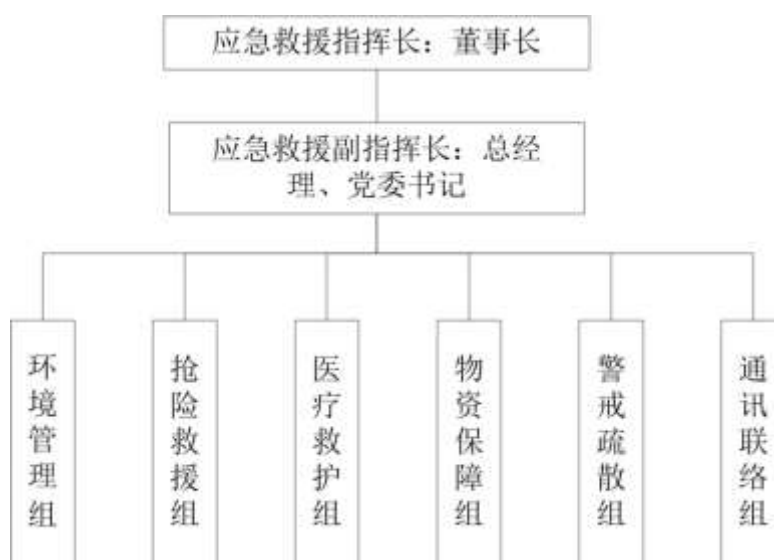 应急救援指挥长：董事长
应急救援副指挥长：总经
理、党委书记
环境管理组
抢险救援组
医疗救护组
物资保障组
警戒疏散组
通讯联络组